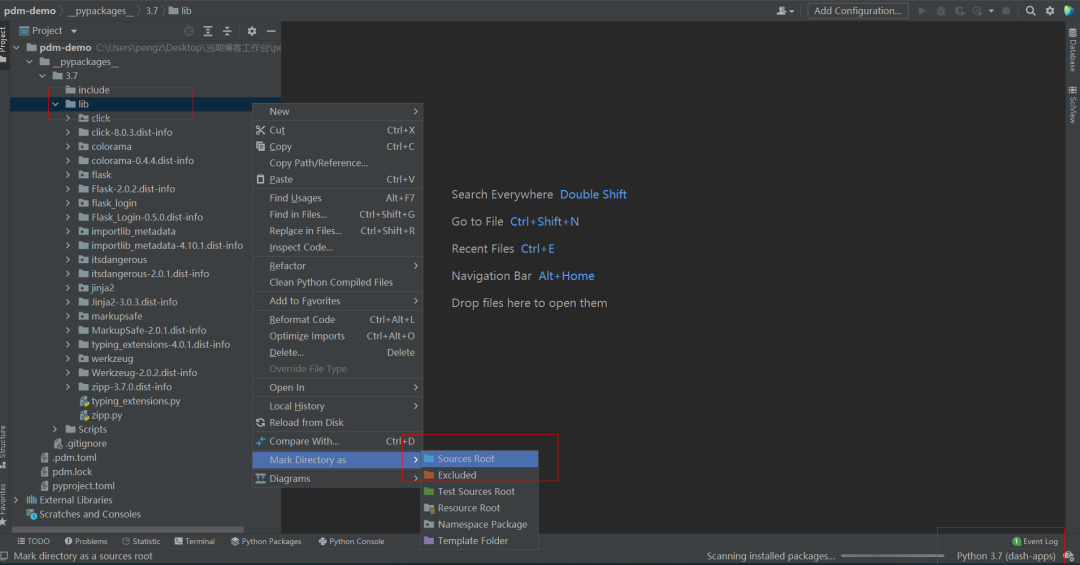 pdm-demo 〉 __pypackages__ 〉 3.7 〉 lib
Add Configuration...
Project
Project
pdm-demo C:\Users\pengz\Desktop\当期博客工作台\pd
__pypackages__
3.7
include
lib
click
click-8.0.3.dist-info
colorama
colorama-0.4.4.dist-info
flask
Flask-2.0.2.dist-info
flask_login
Flask_Login-0.5.0.dist-info
importlib_metadata
importlib_metadata-4.10.1.dist-info
itsdangerous
itsdangerous-2.0.1.dist-info
jinja2
Jinja2-3.0.3.dist-info
markupsafe
MarkupSafe-2.0.1.dist-info
typing_extensions-4.0.1.dist-info
werkzeug
Werkzeug-2.0.2.dist-info
zipp-3.7.0.dist-info
typing_extensions.py
zipp.py
Scripts
.gitignore
.pdm.toml
pdm.lock
pyproject.toml
External Libraries
Scratches and Consoles
Structure
Favorites
New
Cut Ctrl+X
Copy Ctrl+C
Copy Path/Reference...
Paste Ctrl+V
Find Usages Alt+F7
Find in Files... Ctrl+Shift+G
Replace in Files... Ctrl+Shift+R
Inspect Code...
Refactor
Clean Python Compiled Files
Add to Favorites
Reformat Code Ctrl+Alt+L
Optimize Imports Ctrl+Alt+O
Delete... Delete
Override File Type
Open In
Local History
Reload from Disk
Compare With... Ctrl+D
Mark Directory as
Diagrams
Sources Root
Excluded
Test Sources Root
Resource Root
Namespace Package
Template Folder
Search Everywhere Double Shift
Go to File Ctrl+Shift+N
Recent Files Ctrl+E
Navigation Bar Alt+Home
Drop files here to open them
Database
SciView
TODO Problems Statistic Terminal Python Packages Python Console
1 Event Log
Mark directory as a sources root
Scanning installed packages...
Python 3.7 (dash-apps)